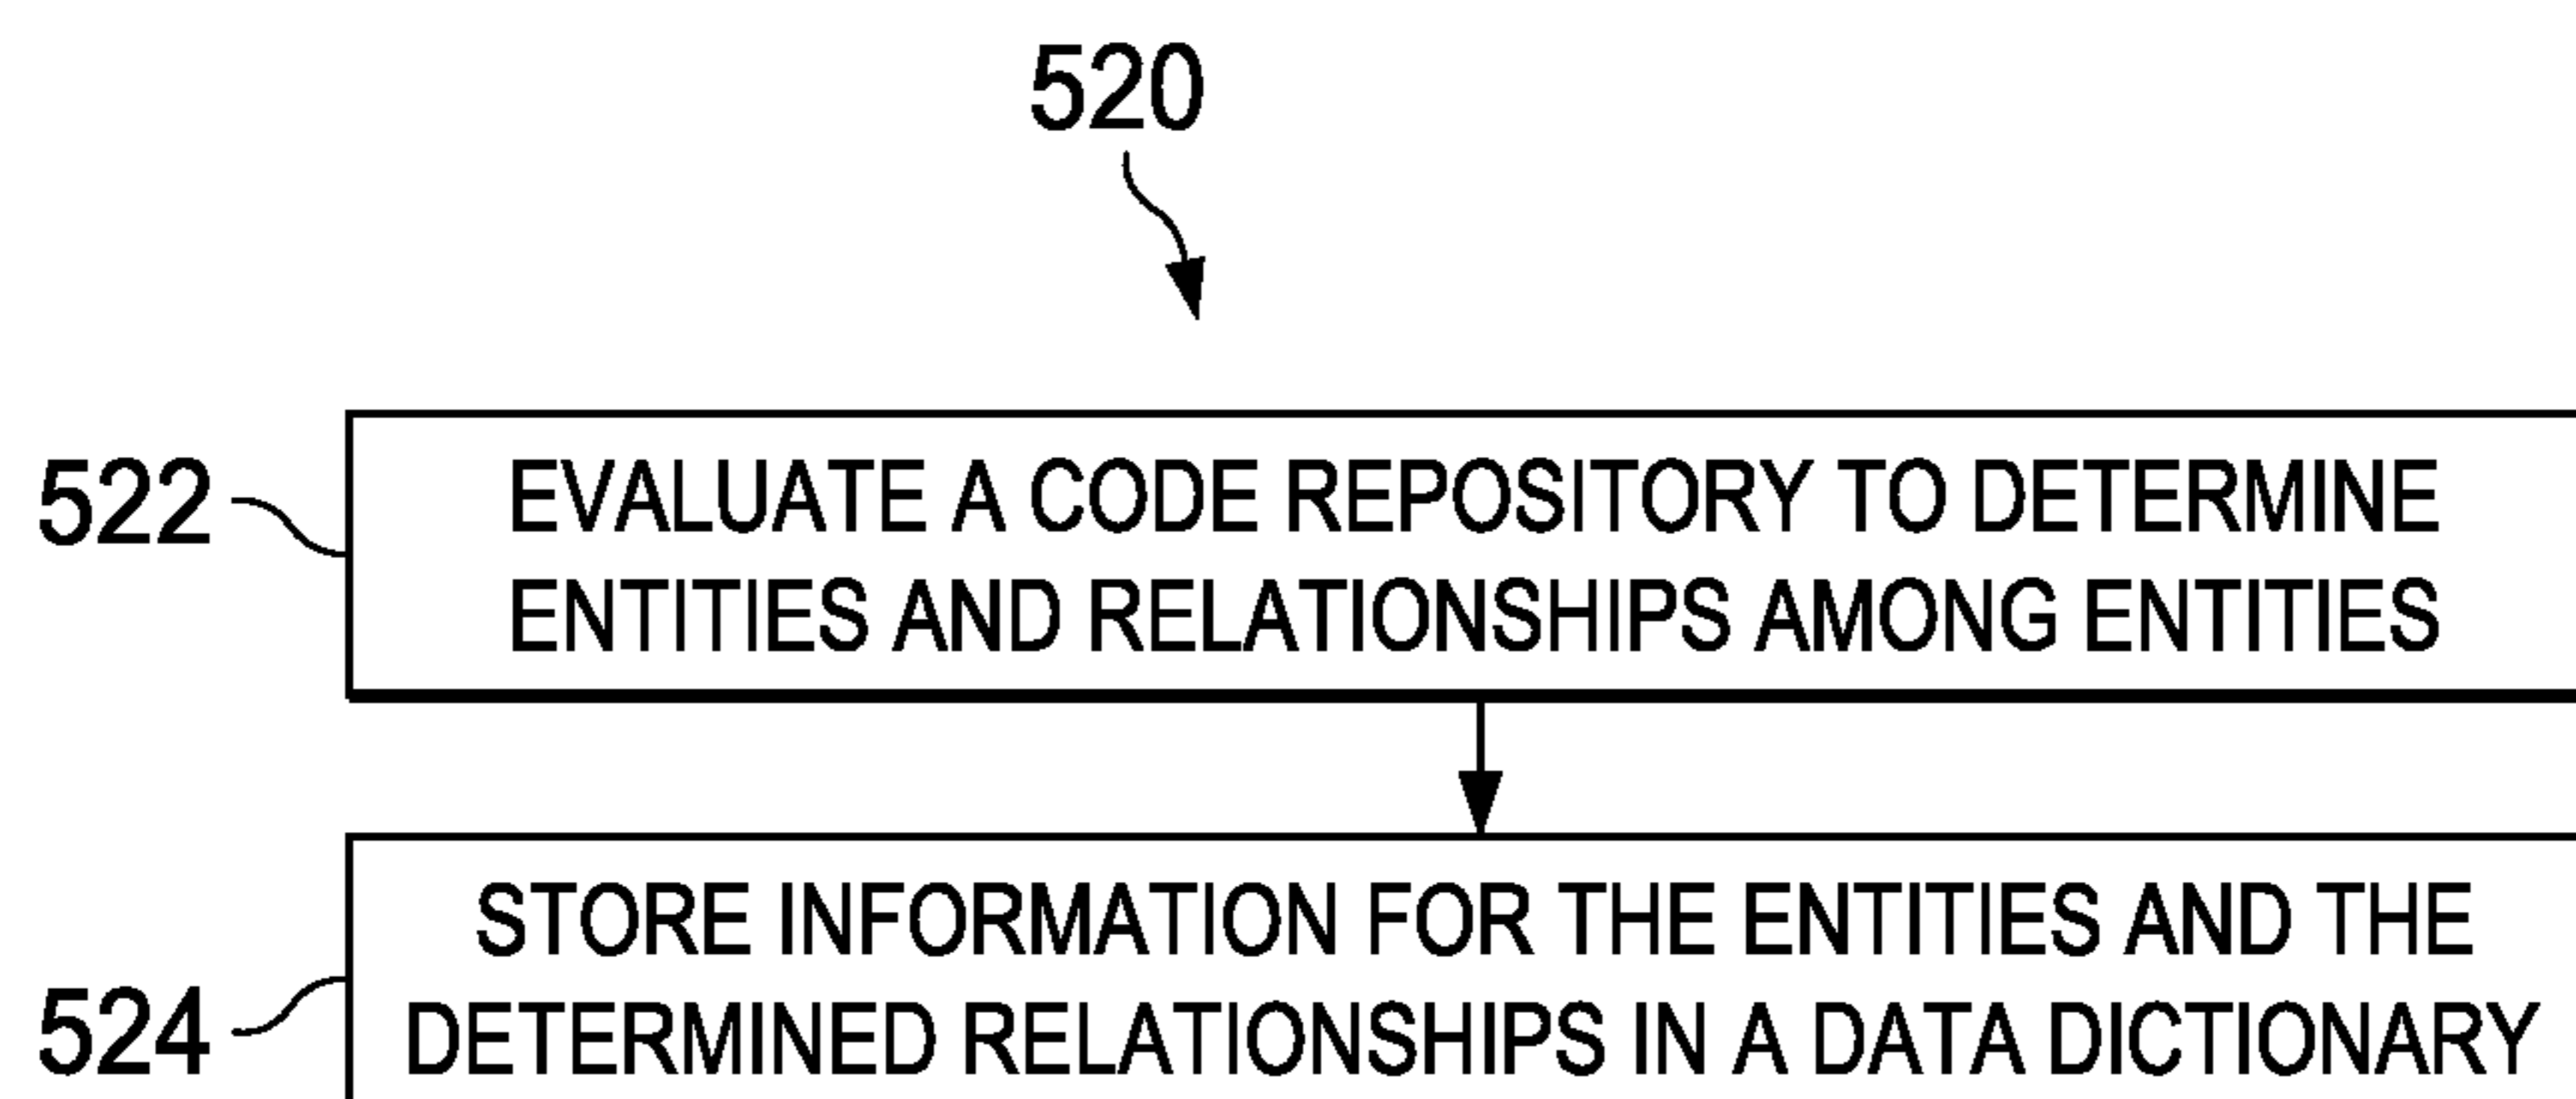 520
522
EVALUATE A CODE REPOSITORY TO DETERMINE
ENTITIES AND RELATIONSHIPS AMONG ENTITIES
STORE INFORMATION FOR THE ENTITIES AND THE
524
DETERMINED RELATIONSHIPS IN A DATA DICTIONARY